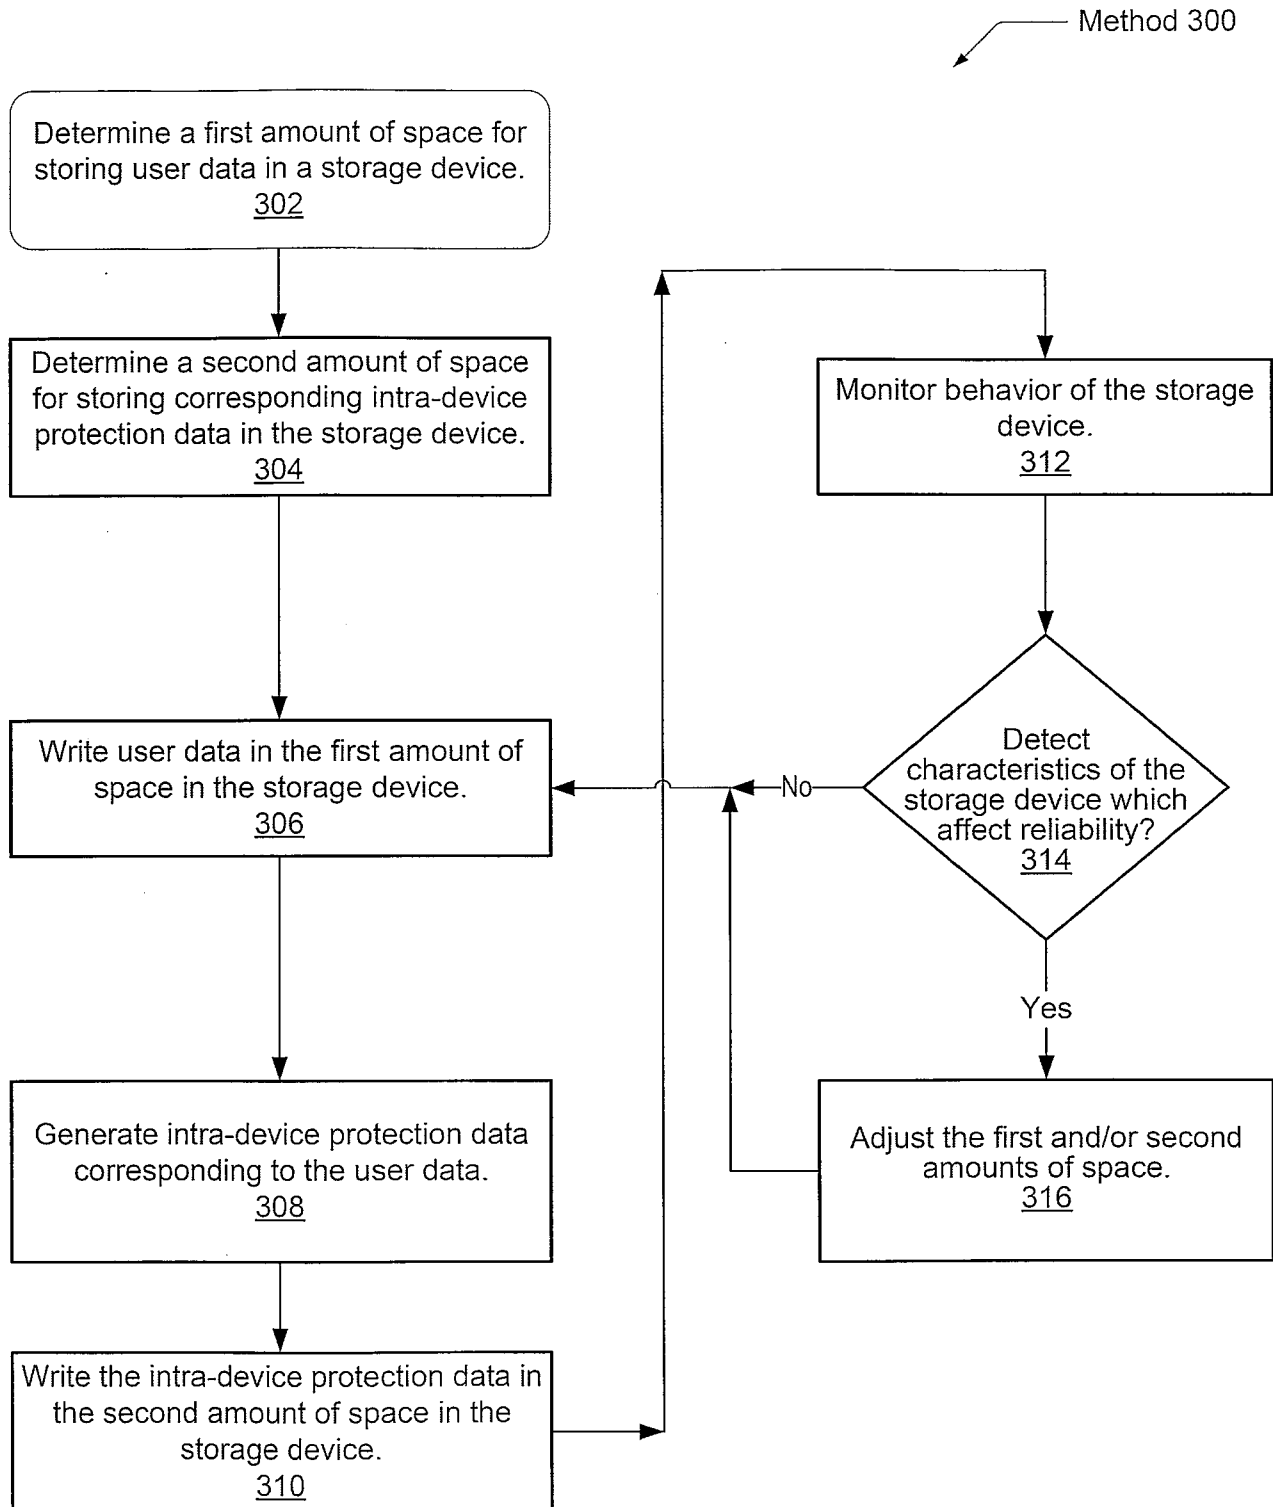 Method 300
Determine a first amount of space for
storing user data in a storage device.
302
Determine a second amount of space
for storing corresponding intra-device
protection data in the storage device.
304
Write user data in the first amount of
space in the storage device.
306
Generate intra-device protection data
corresponding to the user data.
308
Write the intra-device protection data in
the second amount of space in the
storage device.
310
Monitor behavior of the storage
device.
312
Detect
characteristics of the
storage device which
affect reliability?
314
No
Yes
Adjust the first and/or second
amounts of space.
316